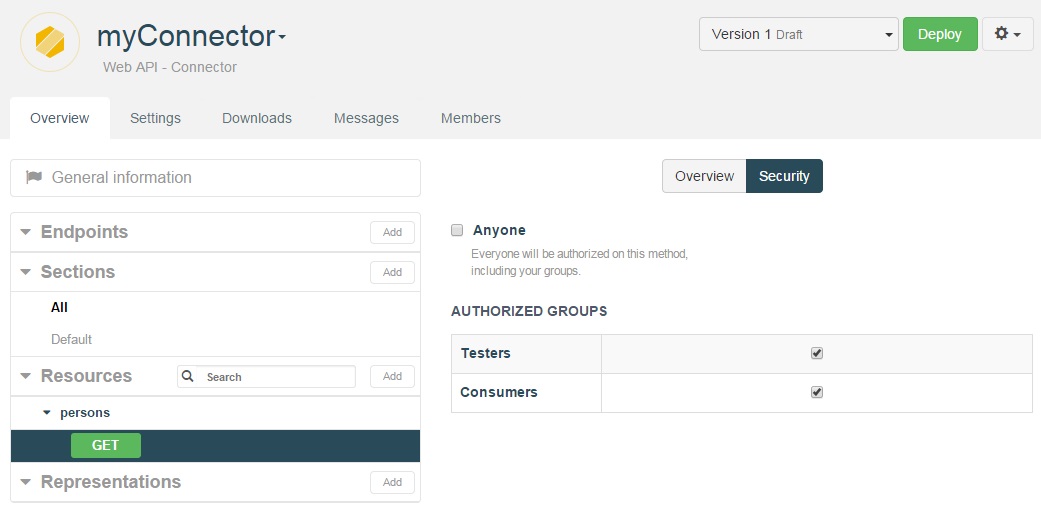 myConnector
Web API - Connector
Version 1 Draft
Deploy
Overview
Settings
Downloads
Messages
Members
General information
Endpoints
Add
Sections
Add
All
Default
Resources
Search
Add
persons
GET
Representations
Add
Overview
Security
Anyone
Everyone will be authorized on this method,
including your groups.
AUTHORIZED GROUPS
Testers
Consumers